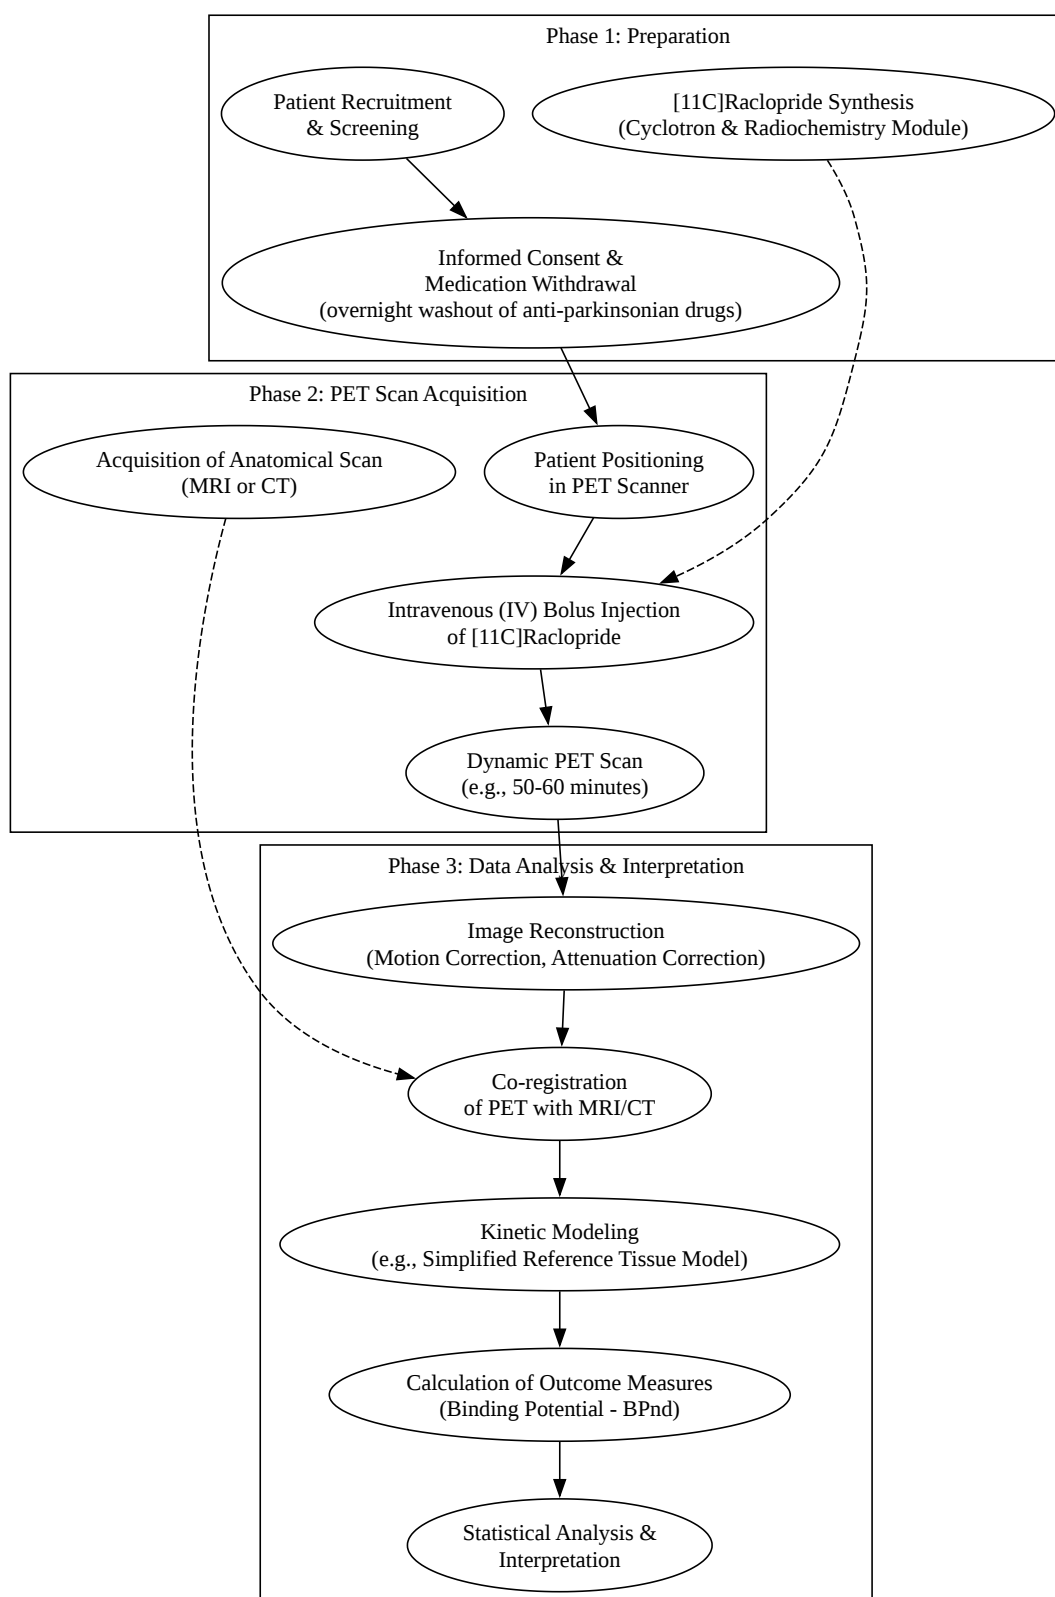 Phase 1: Preparation
Patient Recruitment
& Screening
[11C]Raclopride Synthesis
(Cyclotron & Radiochemistry Module)
Informed Consent &
Medication Withdrawal
(overnight washout of anti-parkinsonian drugs)
Phase 2: PET Scan Acquisition
Acquisition of Anatomical Scan
(MRI or CT)
Patient Positioning
in PET Scanner
Intravenous (IV) Bolus Injection
of [11C]Raclopride
Dynamic PET Scan
(e.g., 50-60 minutes)
Phase 3: Data Analysis & Interpretation
Image Reconstruction
(Motion Correction, Attenuation Correction)
Co-registration
of PET with MRI/CT
Kinetic Modeling
(e.g., Simplified Reference Tissue Model)
Calculation of Outcome Measures
(Binding Potential - BPnd)
Statistical Analysis &
Interpretation